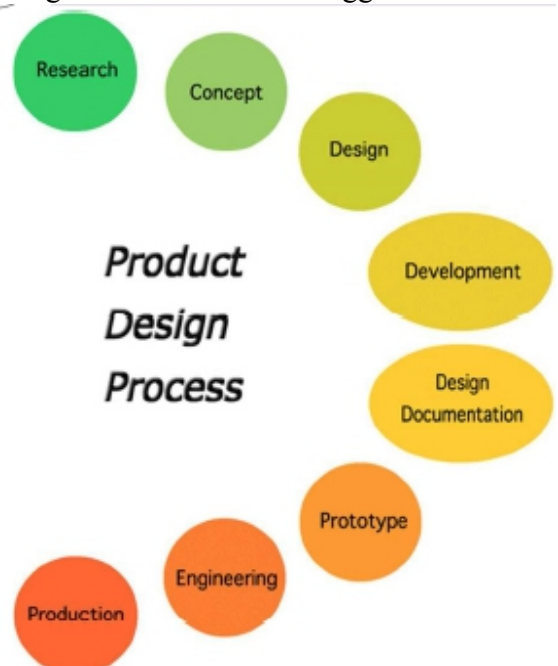 Research
Concept
Design
Development
Design
Documentation
Prototype
Engineering
Production
Product
Design
Process